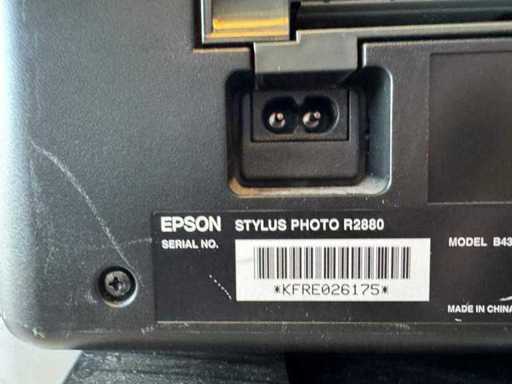 EPSON STYLUS PHOTO R2880
SERIAL NO.
*KFRE026175*
MODEL B43
MADE IN CHINA